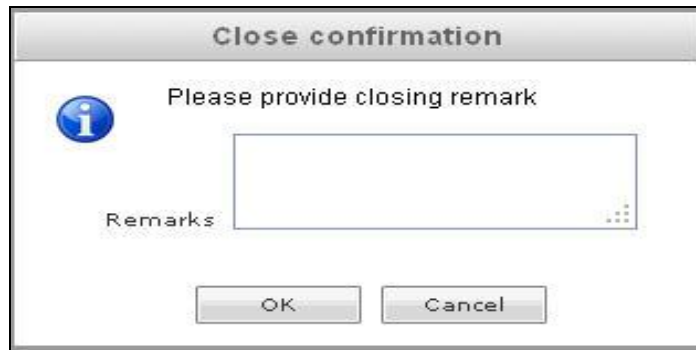 Close confirmation
Please provide closing remark
Remarks
OK Cancel